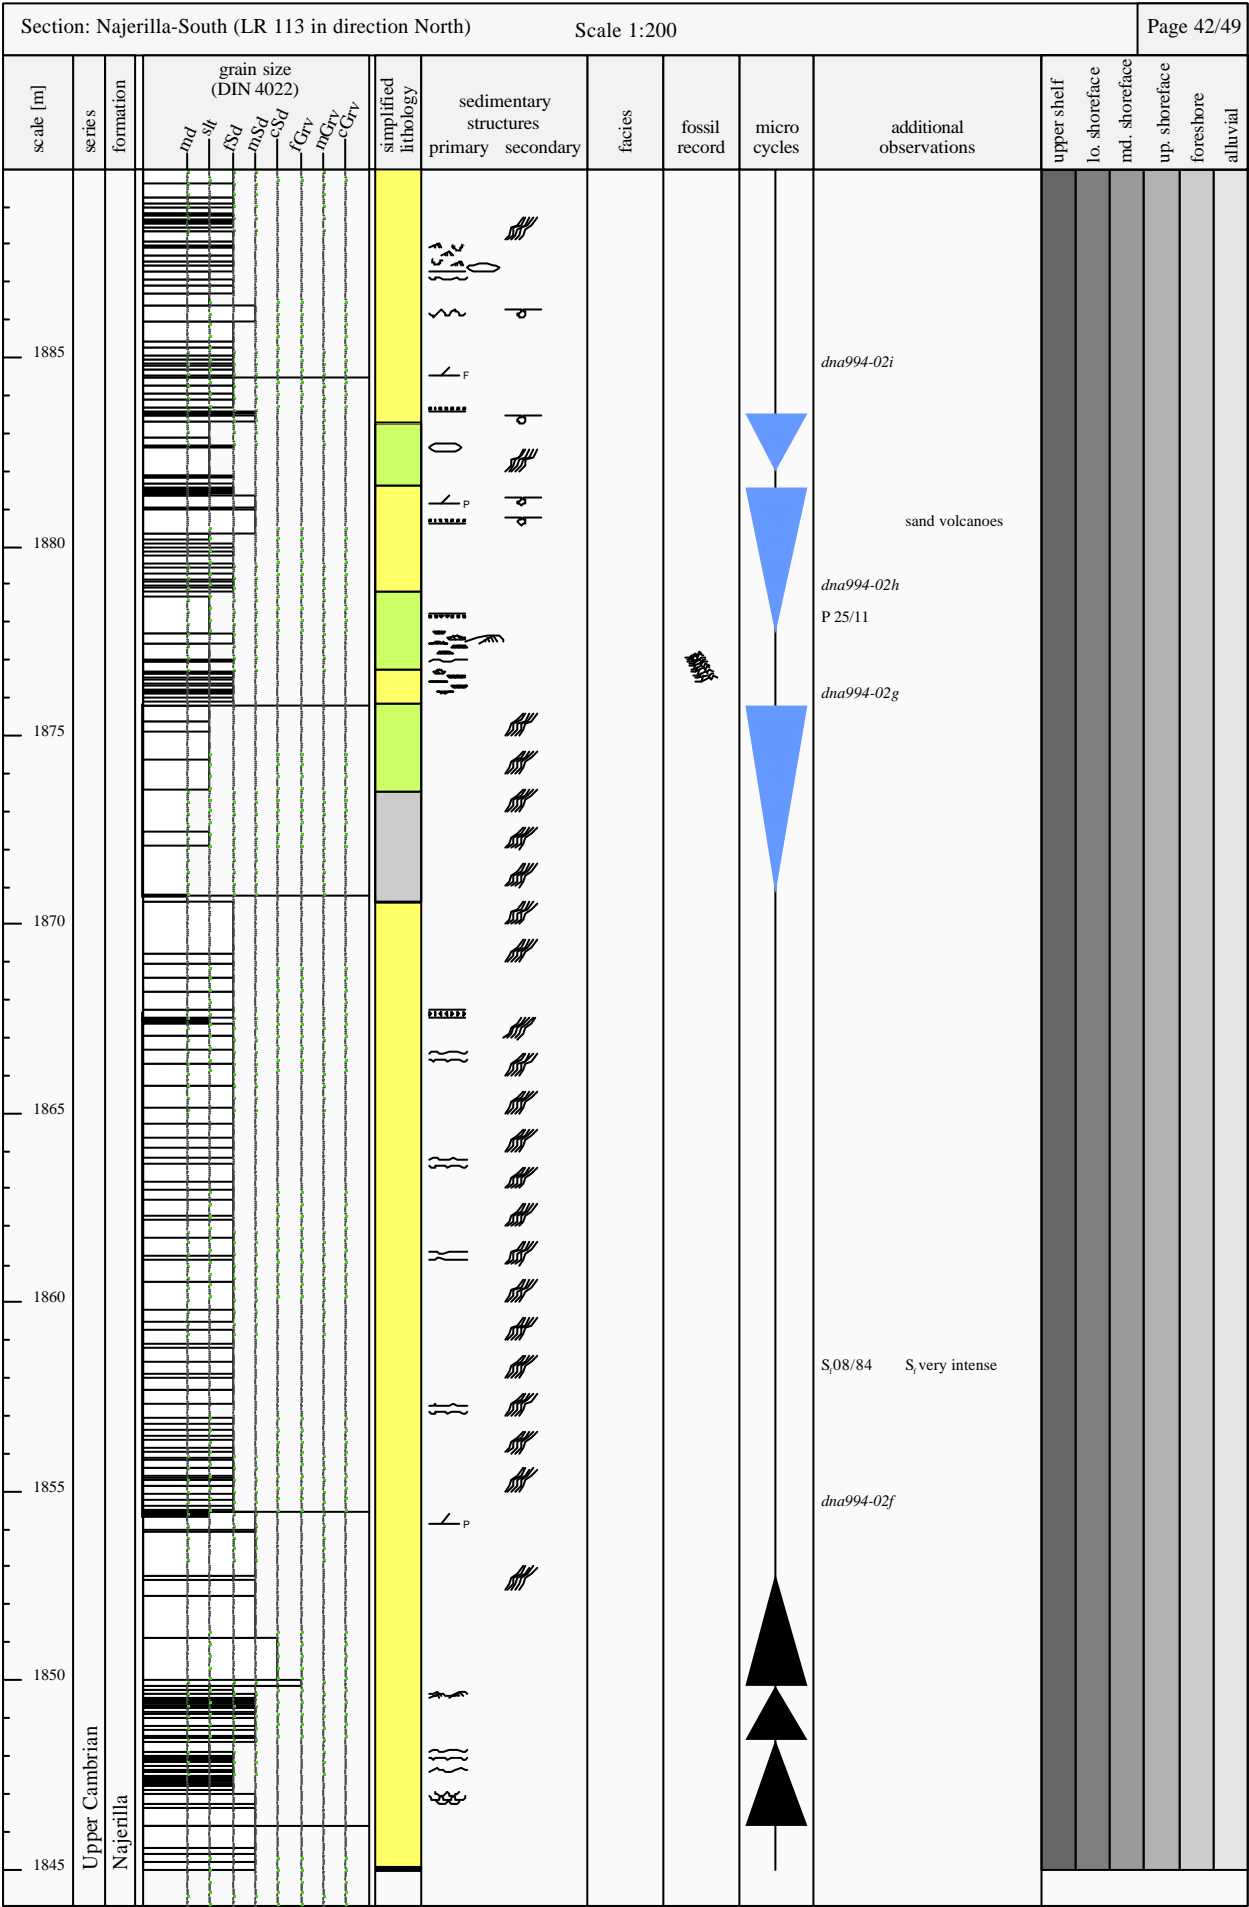 Section: Najerilla-South (LR 113 in direction North)
Scale 1:200
Page 42/49
scale [m]
series
formation
grain size
(DIN 4022)
md
slt
fSd
mSd
cSd
fGrv
mGrv
cGrv
simplified
lithology
sedimentary
structures
primary secondary
facies
fossil
record
micro
cycles
additional
observations
upper shelf
lo. shoreface
md. shoreface
up. shoreface
foreshore
alluvial
1885
dna994-02i
F
P
sand volcanoes
1880
dna994-02h
P 25/11
dna994-02g
1875
1870
1865
1860
S₁08/84 S₁ very intense
1855
dna994-02f
P
1850
1845
Upper Cambrian
Najerilla